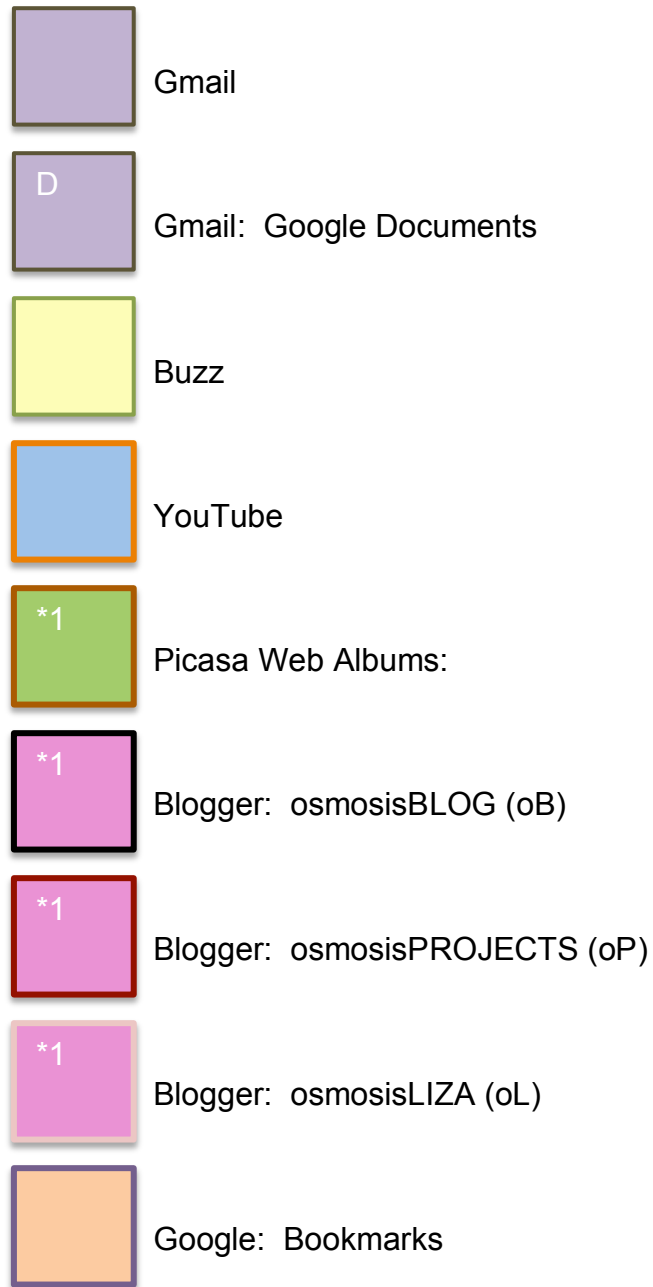 Gmail
D
Gmail:  Google Documents
Buzz
YouTube
*1
Picasa Web Albums:
*1
Blogger:  osmosisBLOG (oB)
*1
Blogger:  osmosisPROJECTS (oP)
*1
Blogger:  osmosisLIZA (oL)
Google:  Bookmarks